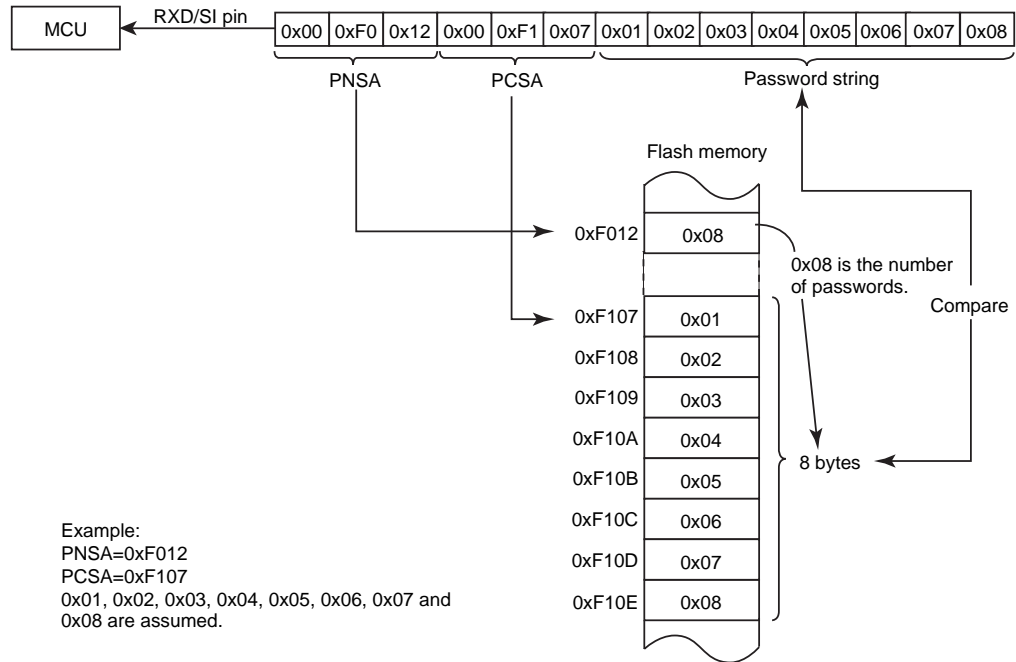 MCU
RXD/SI pin
0x00 0xF0 0x12 0x00 0xF1 0x07 0x01 0x02 0x03 0x04 0x05 0x06 0x07 0x08
PNSA PCSA Password string
Flash memory
0xF012 0x08
0x08 is the number
of passwords.
Compare
0xF107 0x01
0xF108 0x02
0xF109 0x03
0xF10A 0x04
8 bytes
0xF10B 0x05
0xF10C 0x06
0xF10D 0x07
0xF10E 0x08
Example:
PNSA=0xF012
PCSA=0xF107
0x01, 0x02, 0x03, 0x04, 0x05, 0x06, 0x07 and
0x08 are assumed.